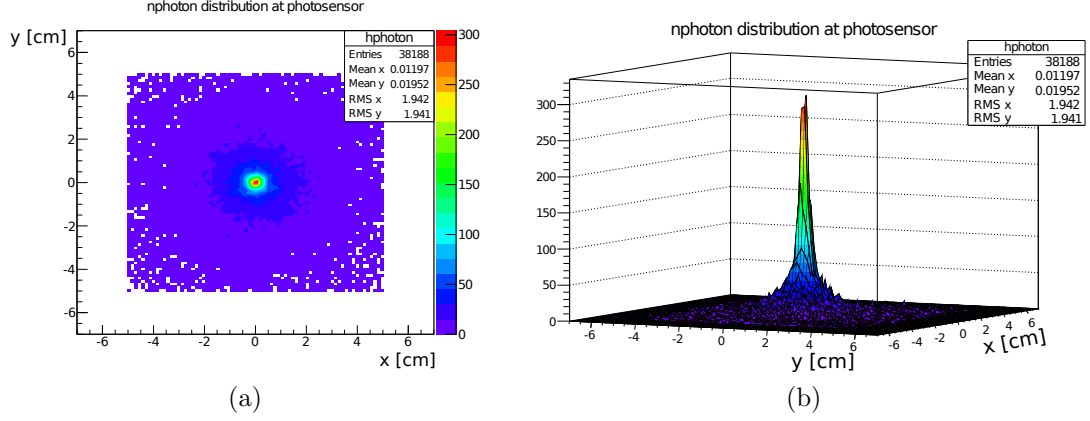 nphoton distribution at photosensor
y [cm]
hphoton
Entries 38188
Mean x 0.01197
Mean y 0.01952
RMS x 1.942
RMS y 1.941
6
4
2
0
-2
-4
-6
-6 -4 -2 0 2 4 6
x [cm]
300
250
200
150
100
50
0
(a)
nphoton distribution at photosensor
hphoton
Entries 38188
Mean x 0.01197
Mean y 0.01952
RMS x 1.942
RMS y 1.941
300
250
200
150
100
50
0
-6 -4 -2 0 2 4 6
y [cm]
-6 -4 -2 0 2 4 6
x [cm]
(b)